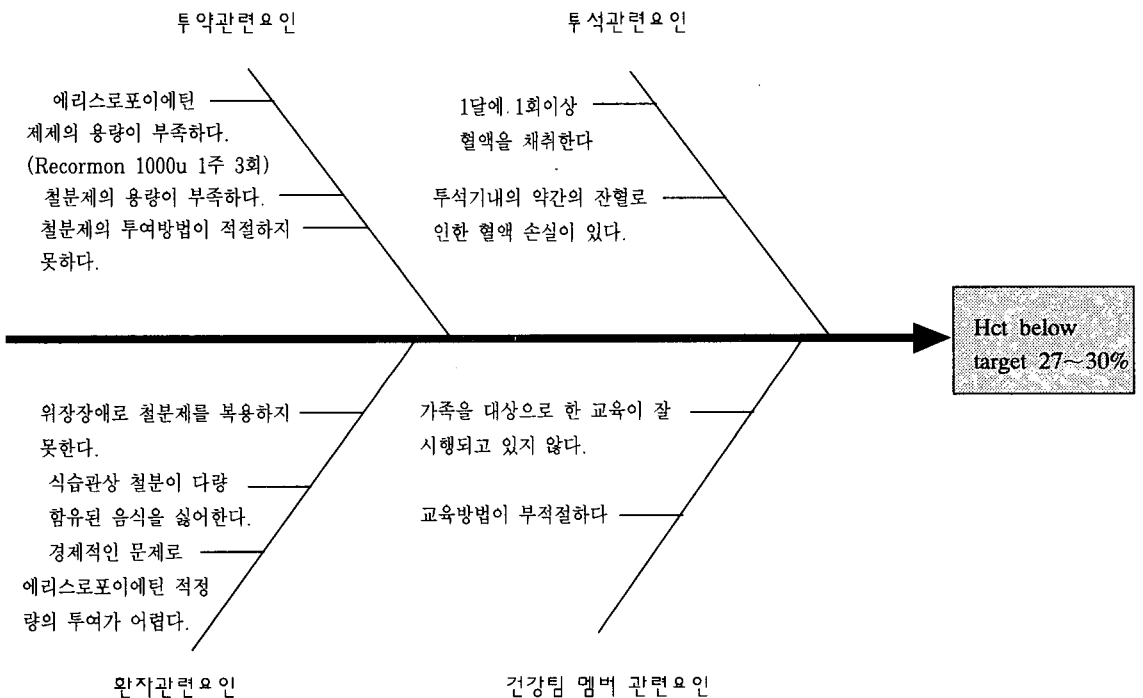 투약관련요인
투석관련요인
에리스로포이에틴
제제의 용량이 부족하다.
(Recormon 1000u 1주 3회)
철분제의 용량이 부족하다.
철분제의 투여방법이 적절하지
못하다.
1달에 1회이상
혈액을 채취한다
투석기내의 약간의 잔혈로
인한 혈액 손실이 있다.
Hct below
target 27~30%
위장장애로 철분제를 복용하지
못한다.
식습관상 철분이 다량
함유된 음식을 싫어한다.
경제적인 문제로
에리스로포이에틴 적정
량의 투여가 어렵다.
가족을 대상으로 한 교육이 잘
시행되고 있지 않다.
교육방법이 부적절하다
환자관련요인
건강팀 멤버 관련요인